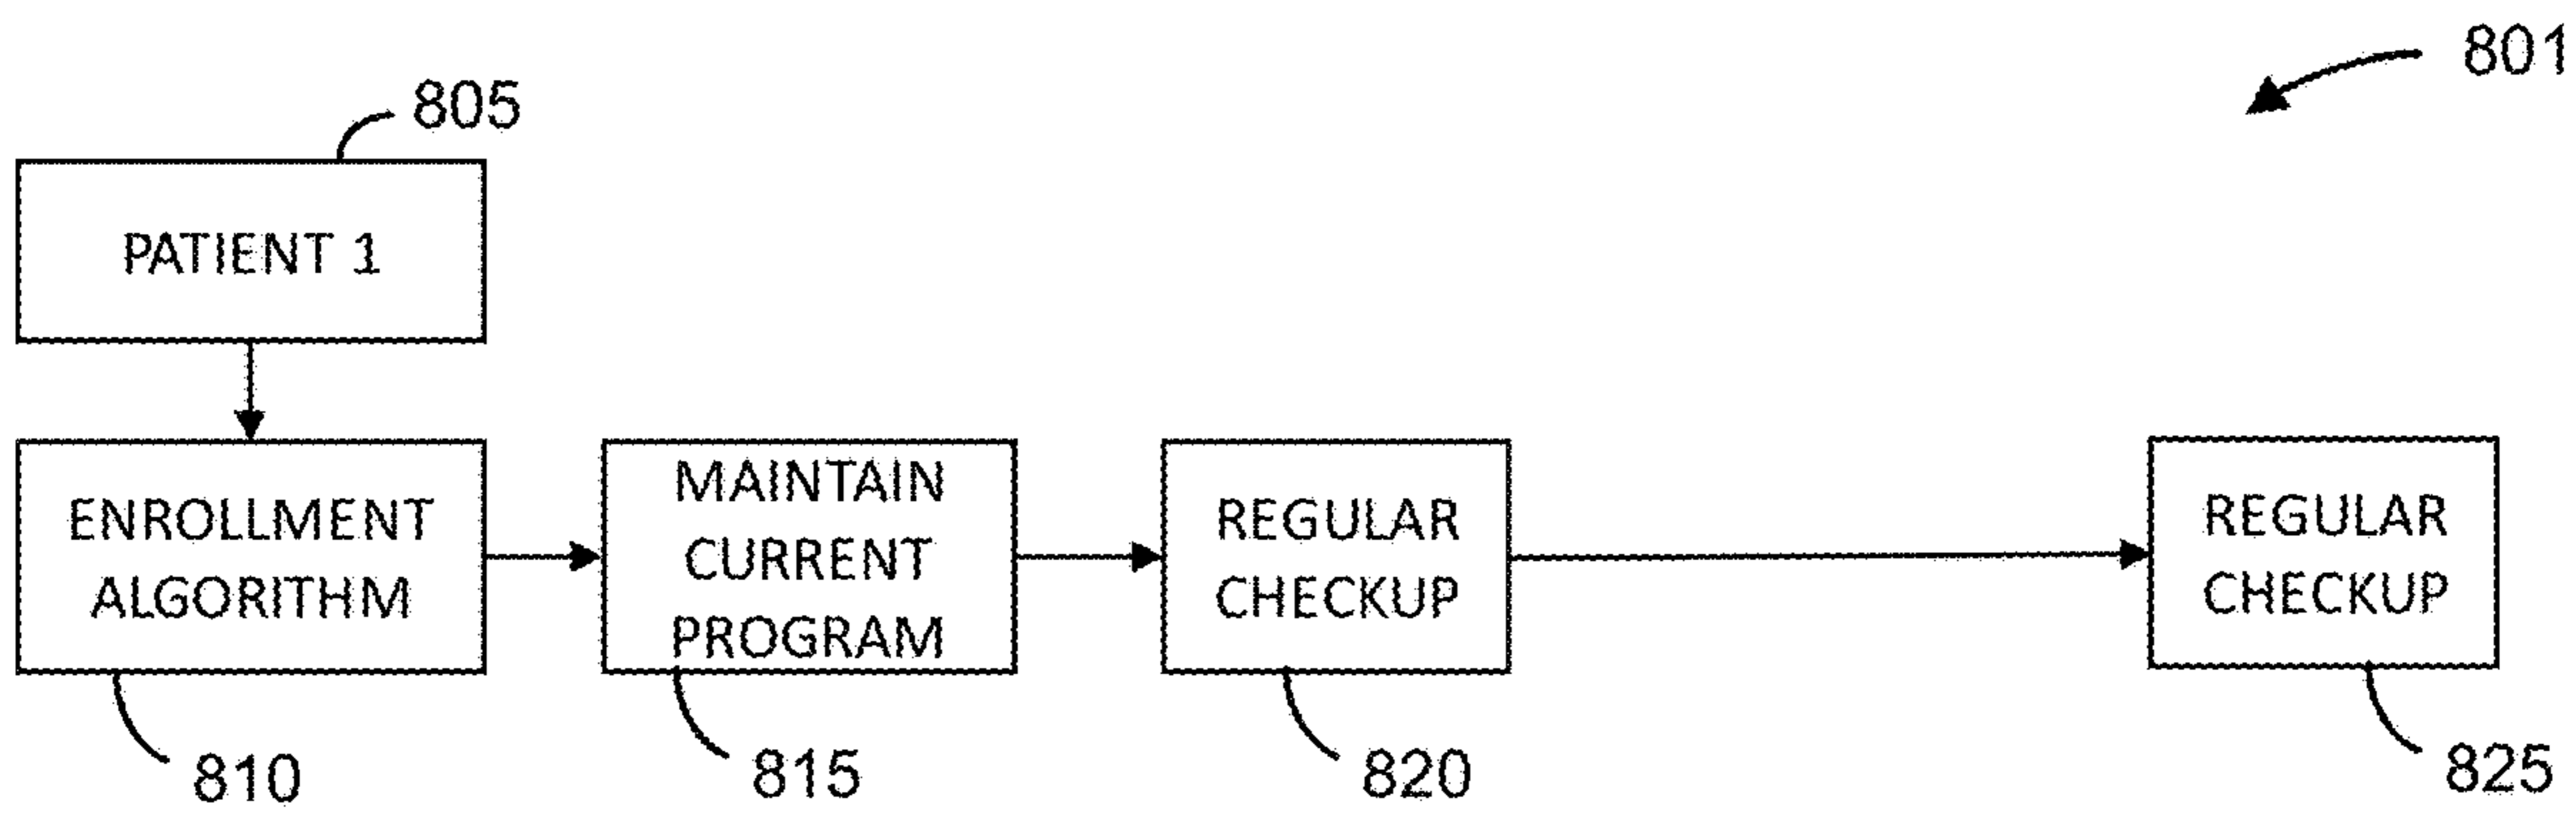 801
805
PATIENT 1
ENROLLMENT
ALGORITHM
MAINTAIN
CURRENT
PROGRAM
REGULAR
CHECKUP
REGULAR
CHECKUP
810
815
820
825